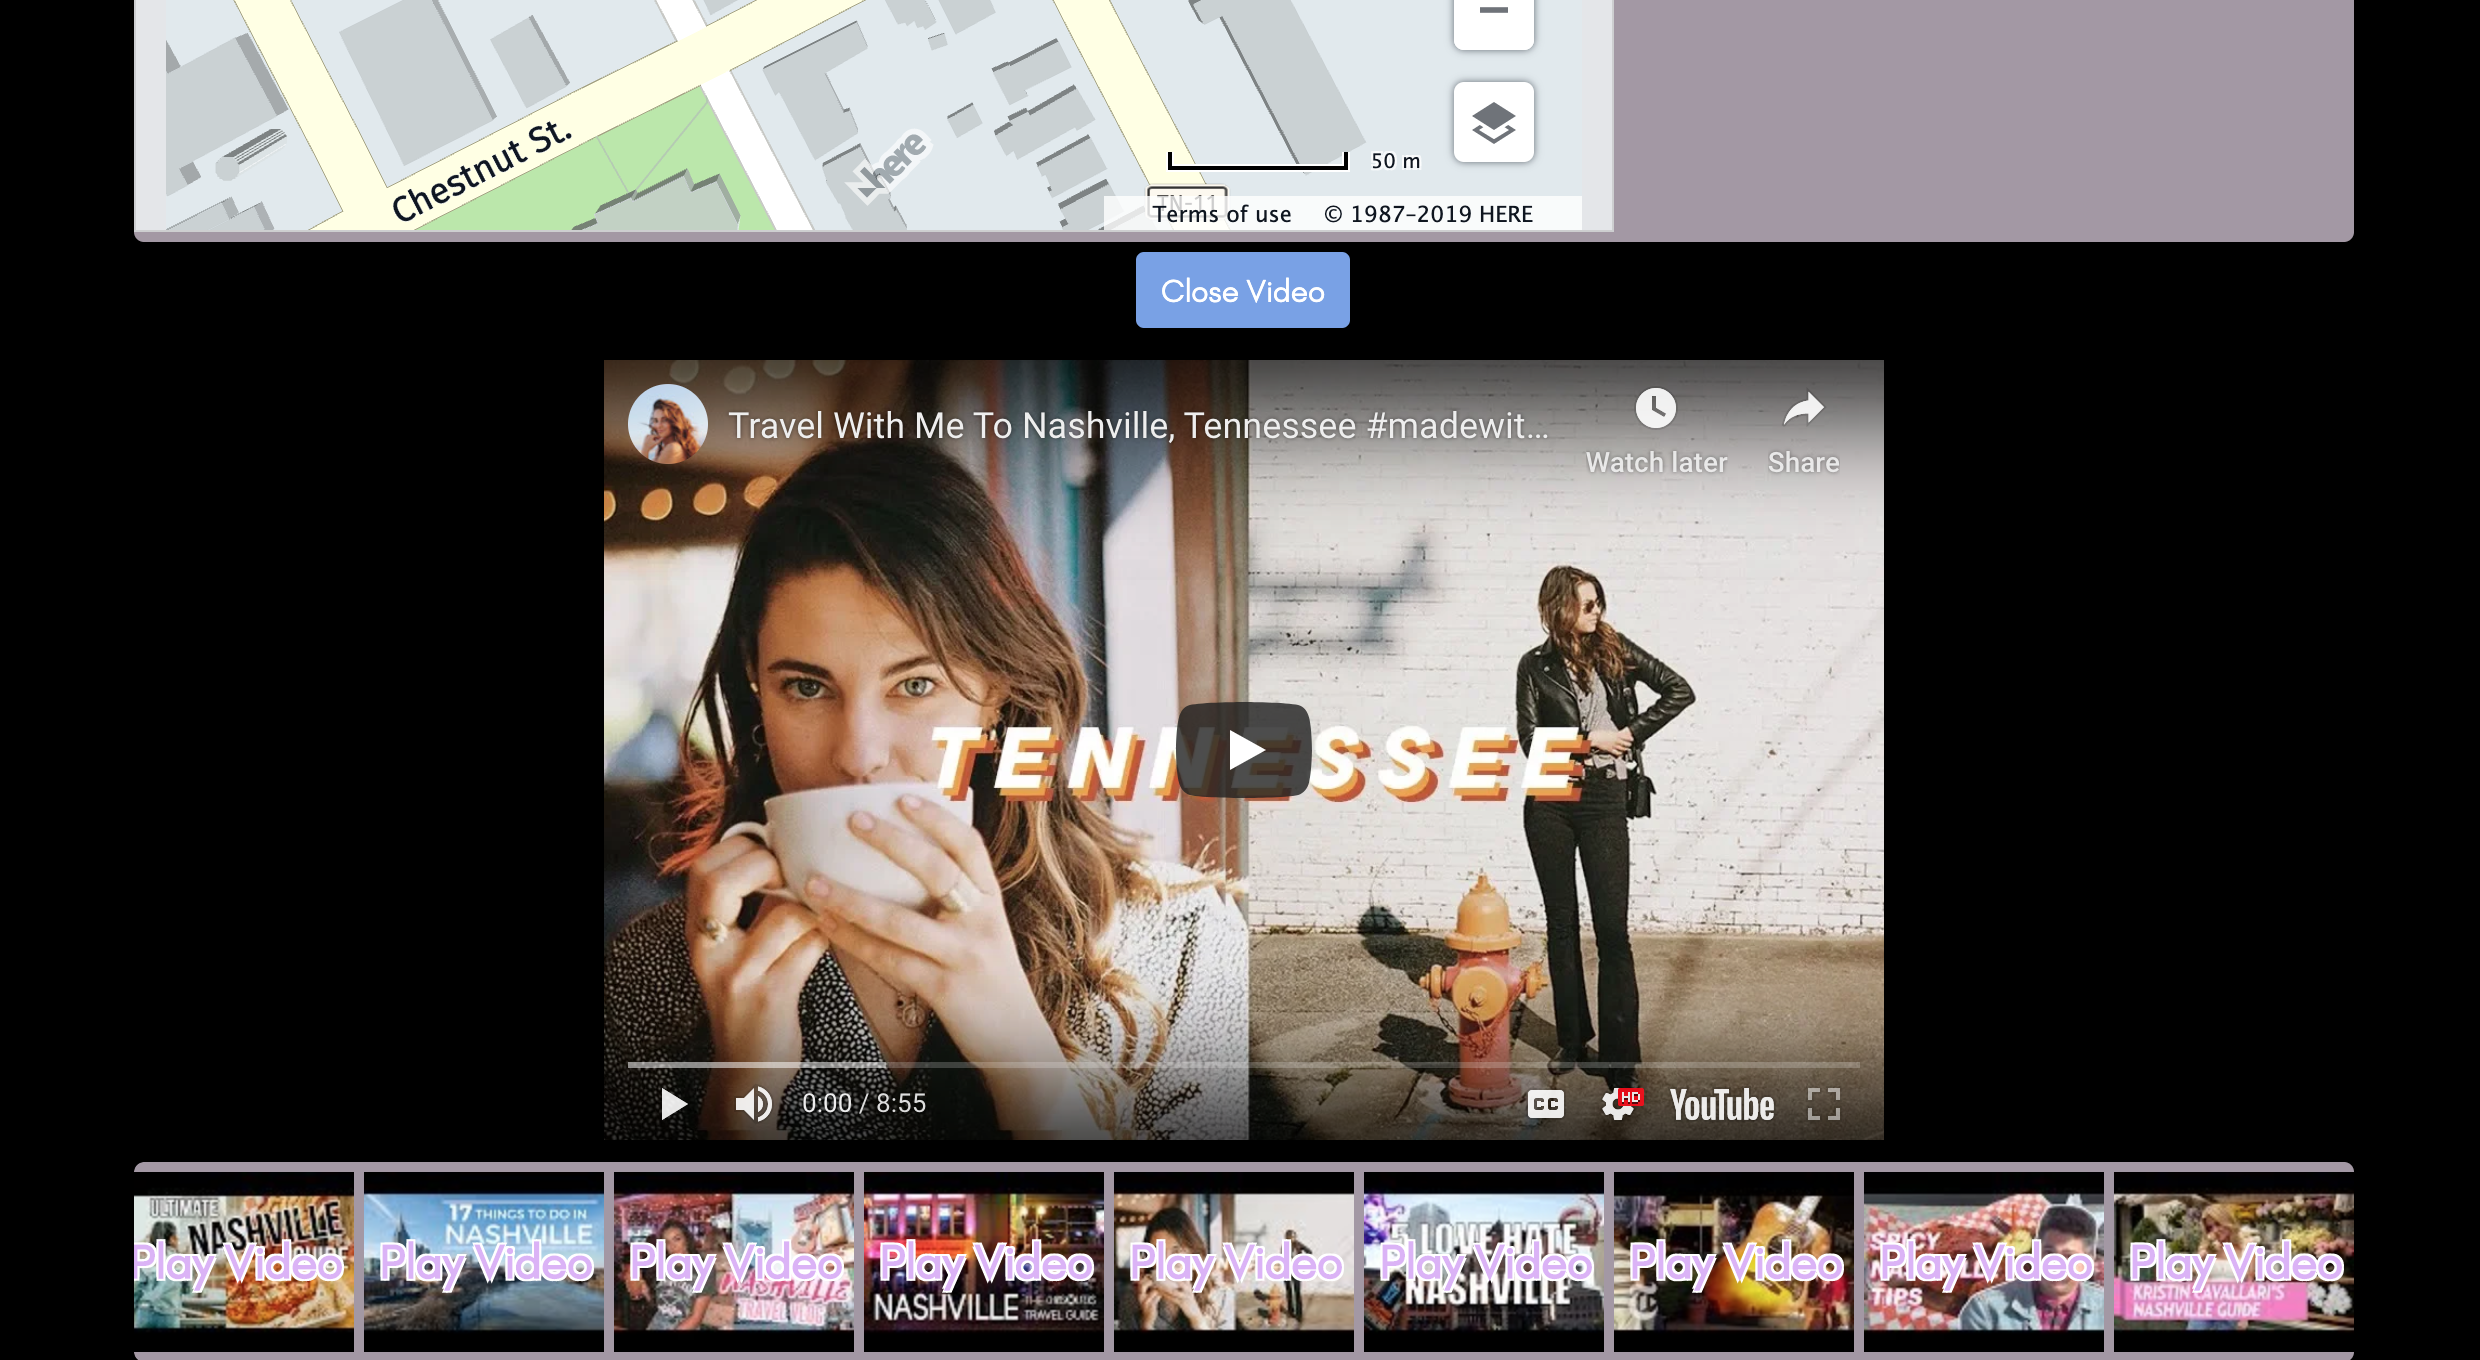 Chestnut St.
here
50 m
TN-11
Terms of use © 1987–2019 HERE
Close Video
Travel With Me To Nashville, Tennessee #madewit...
Watch later
Share
TENNESSEE
0:00 / 8:55
CC
HD
YouTube
ULTIMATE
NASHVILLE
Play Video
17 THINGS TO DO IN
NASHVILLE
Play Video
Play Video
NASHVILLE
TRAVEL VLOG
Play Video
NASHVILLE
TRAVEL GUIDE
Play Video
5 LOVE HATE
Play Video
NASHVILLE
Play Video
SPICY
Play Video
TIPS
Play Video
KRISTIN CAVALLARI'S
NASHVILLE GUIDE